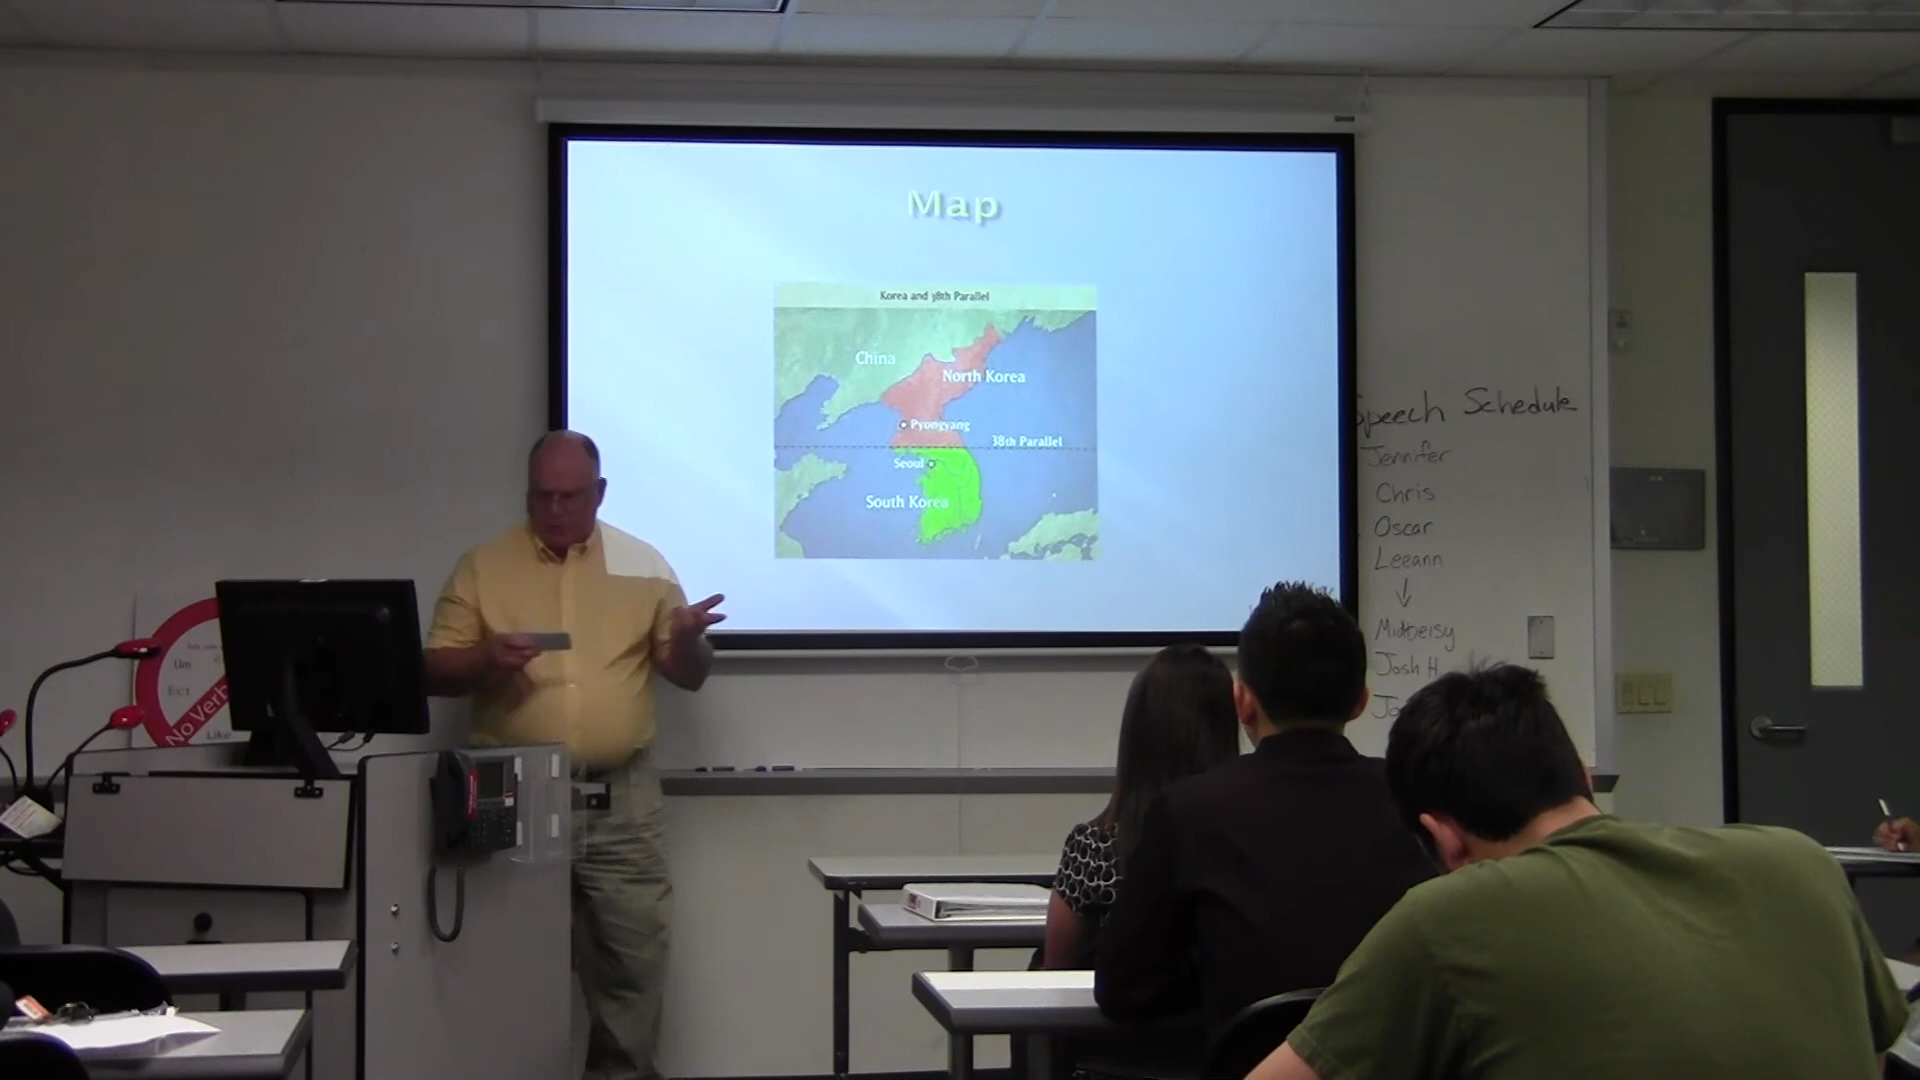 Map
Korea and 38th Parallel
China
North Korea
Pyongyang
38th Parallel
Seoul
South Korea
Speech Schedule
Jennifer
Chris
Oscar
Leeann
↓
Midbeisy
Josh H
Um
No Verb
Like